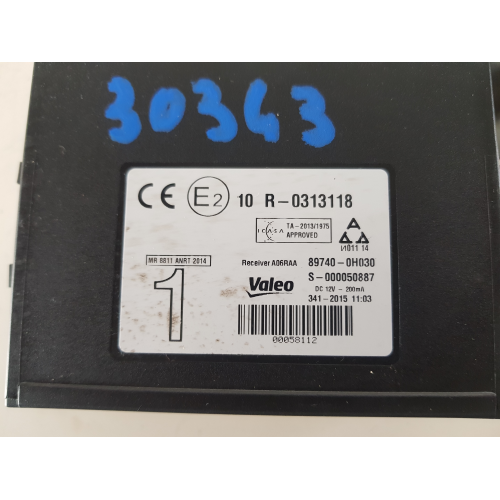 30343
CE E2 10 R-0313118
ICASA TA-2013/1975
APPROVED
И011 14
MR 8811 ANRT 2014
Receiver A06RAA 89740-0H030
1
Valeo
S-000050887
DC 12V - 200mA
341-2015 11:03
00058112